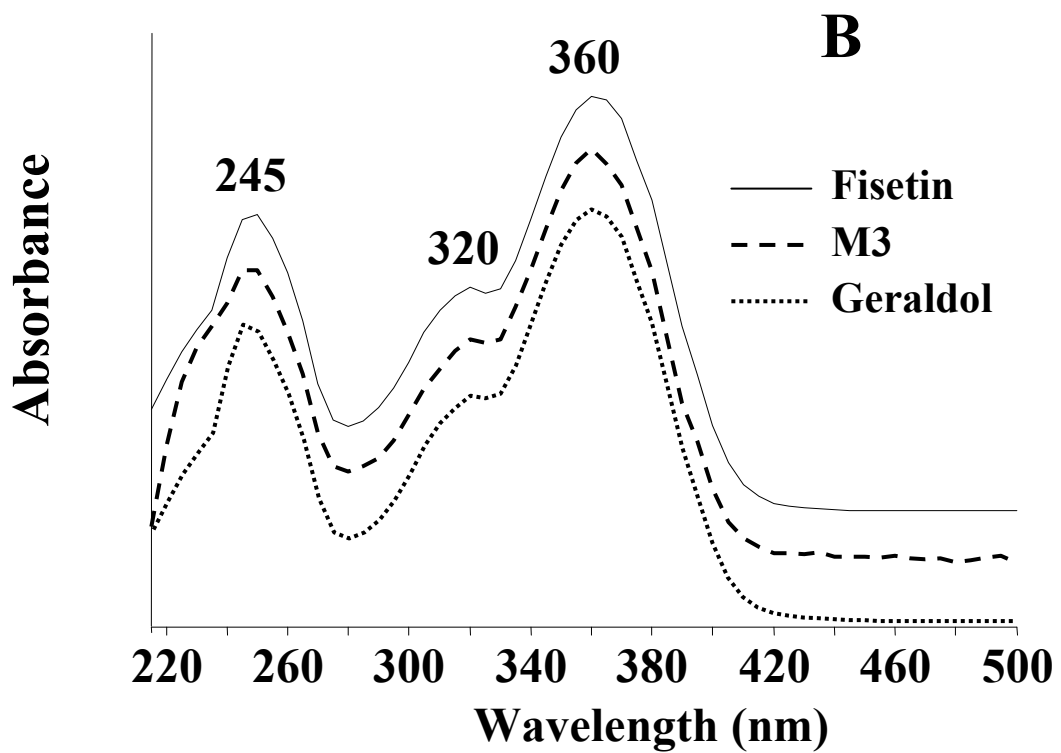 B
360
245
320
Fisetin
M3
Geraldol
Absorbance
220 260 300 340 380 420 460 500
Wavelength (nm)